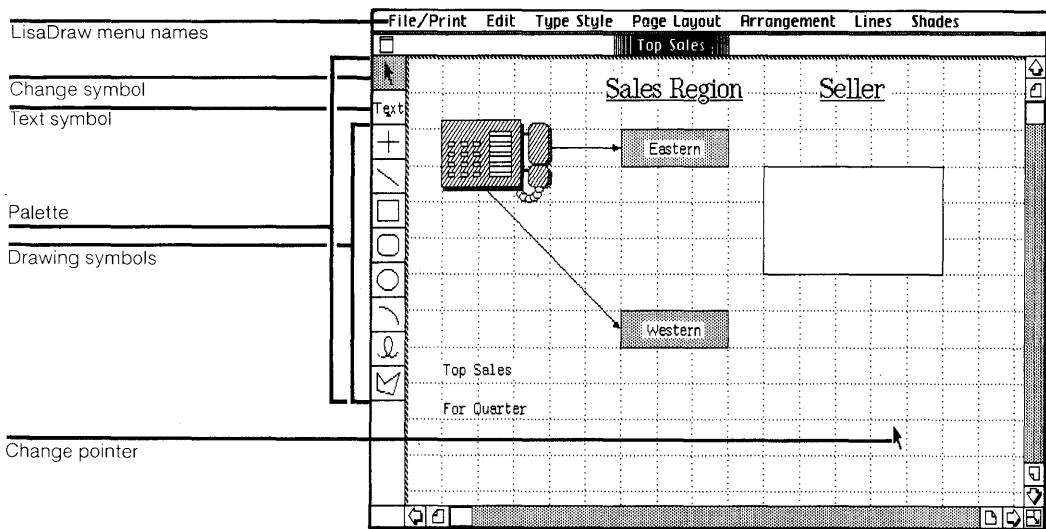 File/Print Edit Type Style Page Layout Arrangement Lines Shades
LisaDraw menu names
Top Sales
Change symbol
Text symbol
Text
Sales Region Seller
Eastern
Palette
Drawing symbols
Western
Top Sales
For Quarter
Change pointer